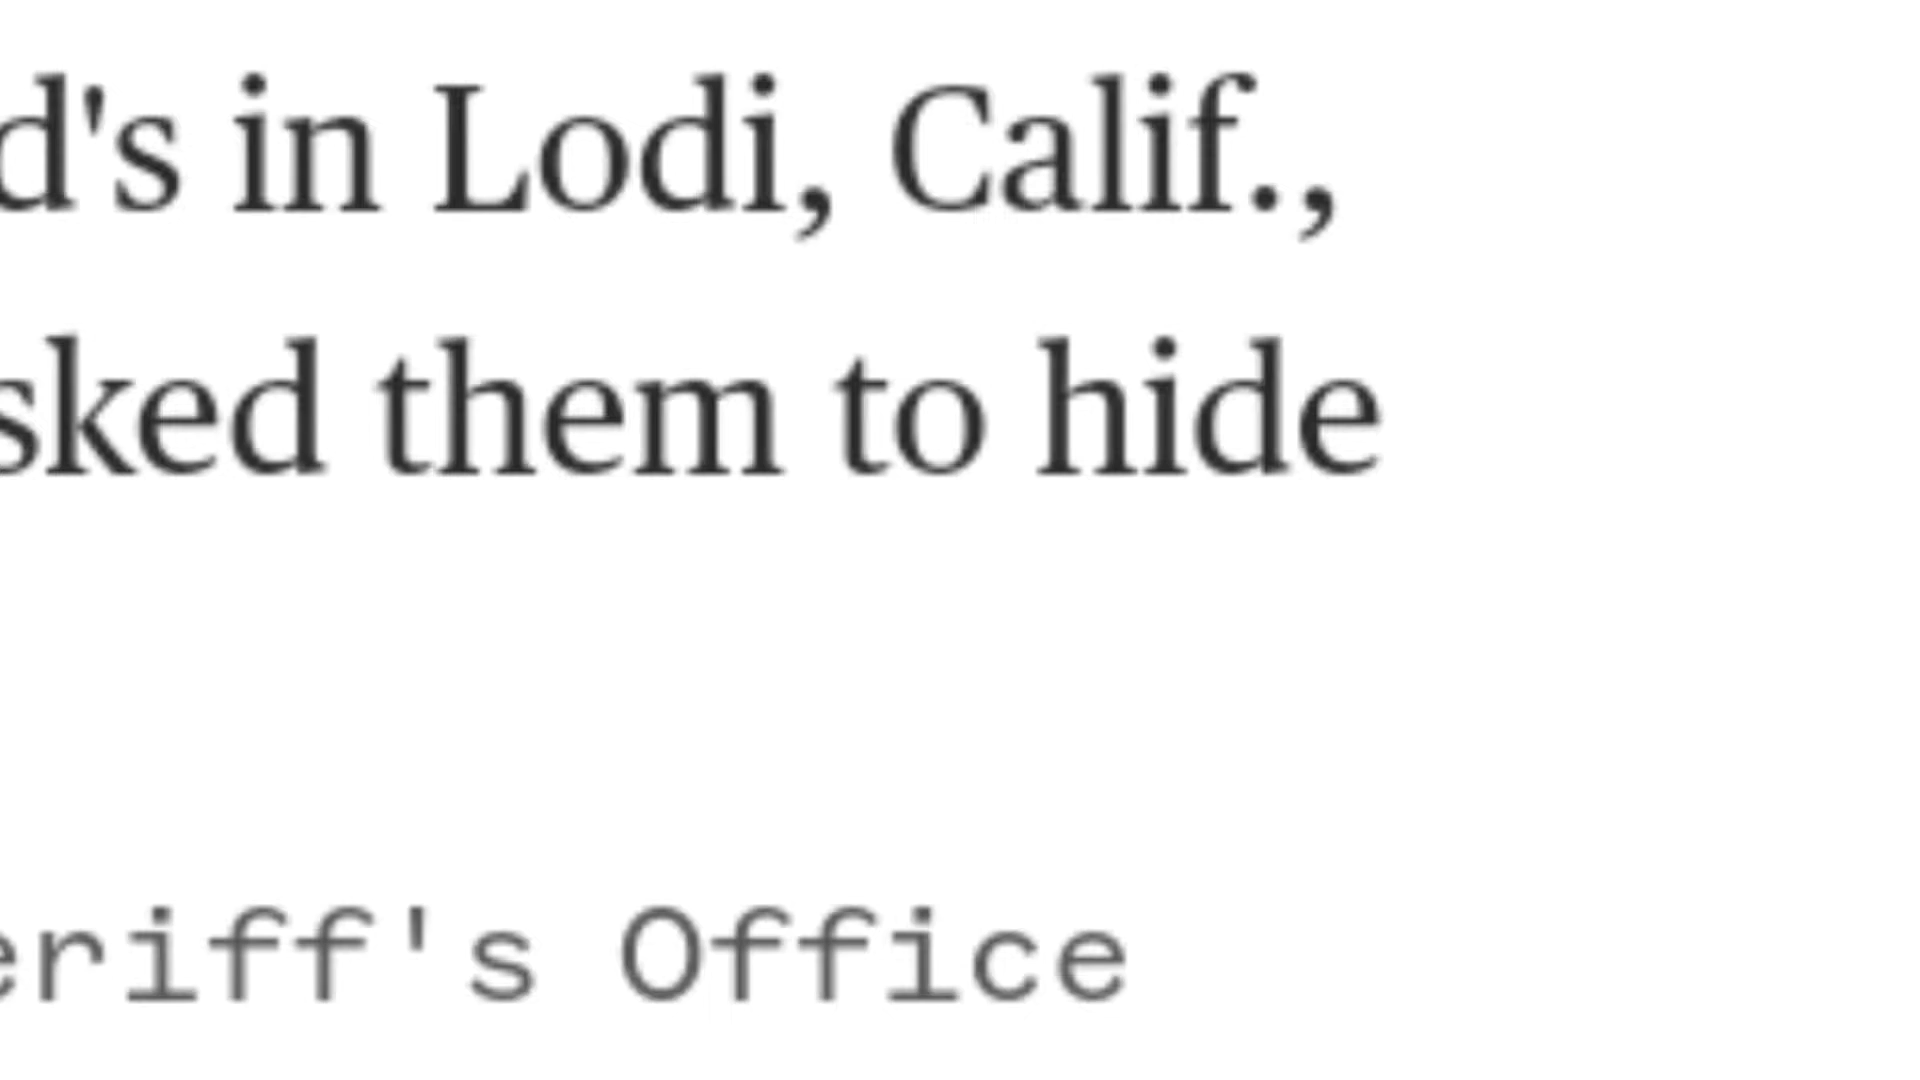 d's in Lodi, Calif.,
sked them to hide
eriff's Office